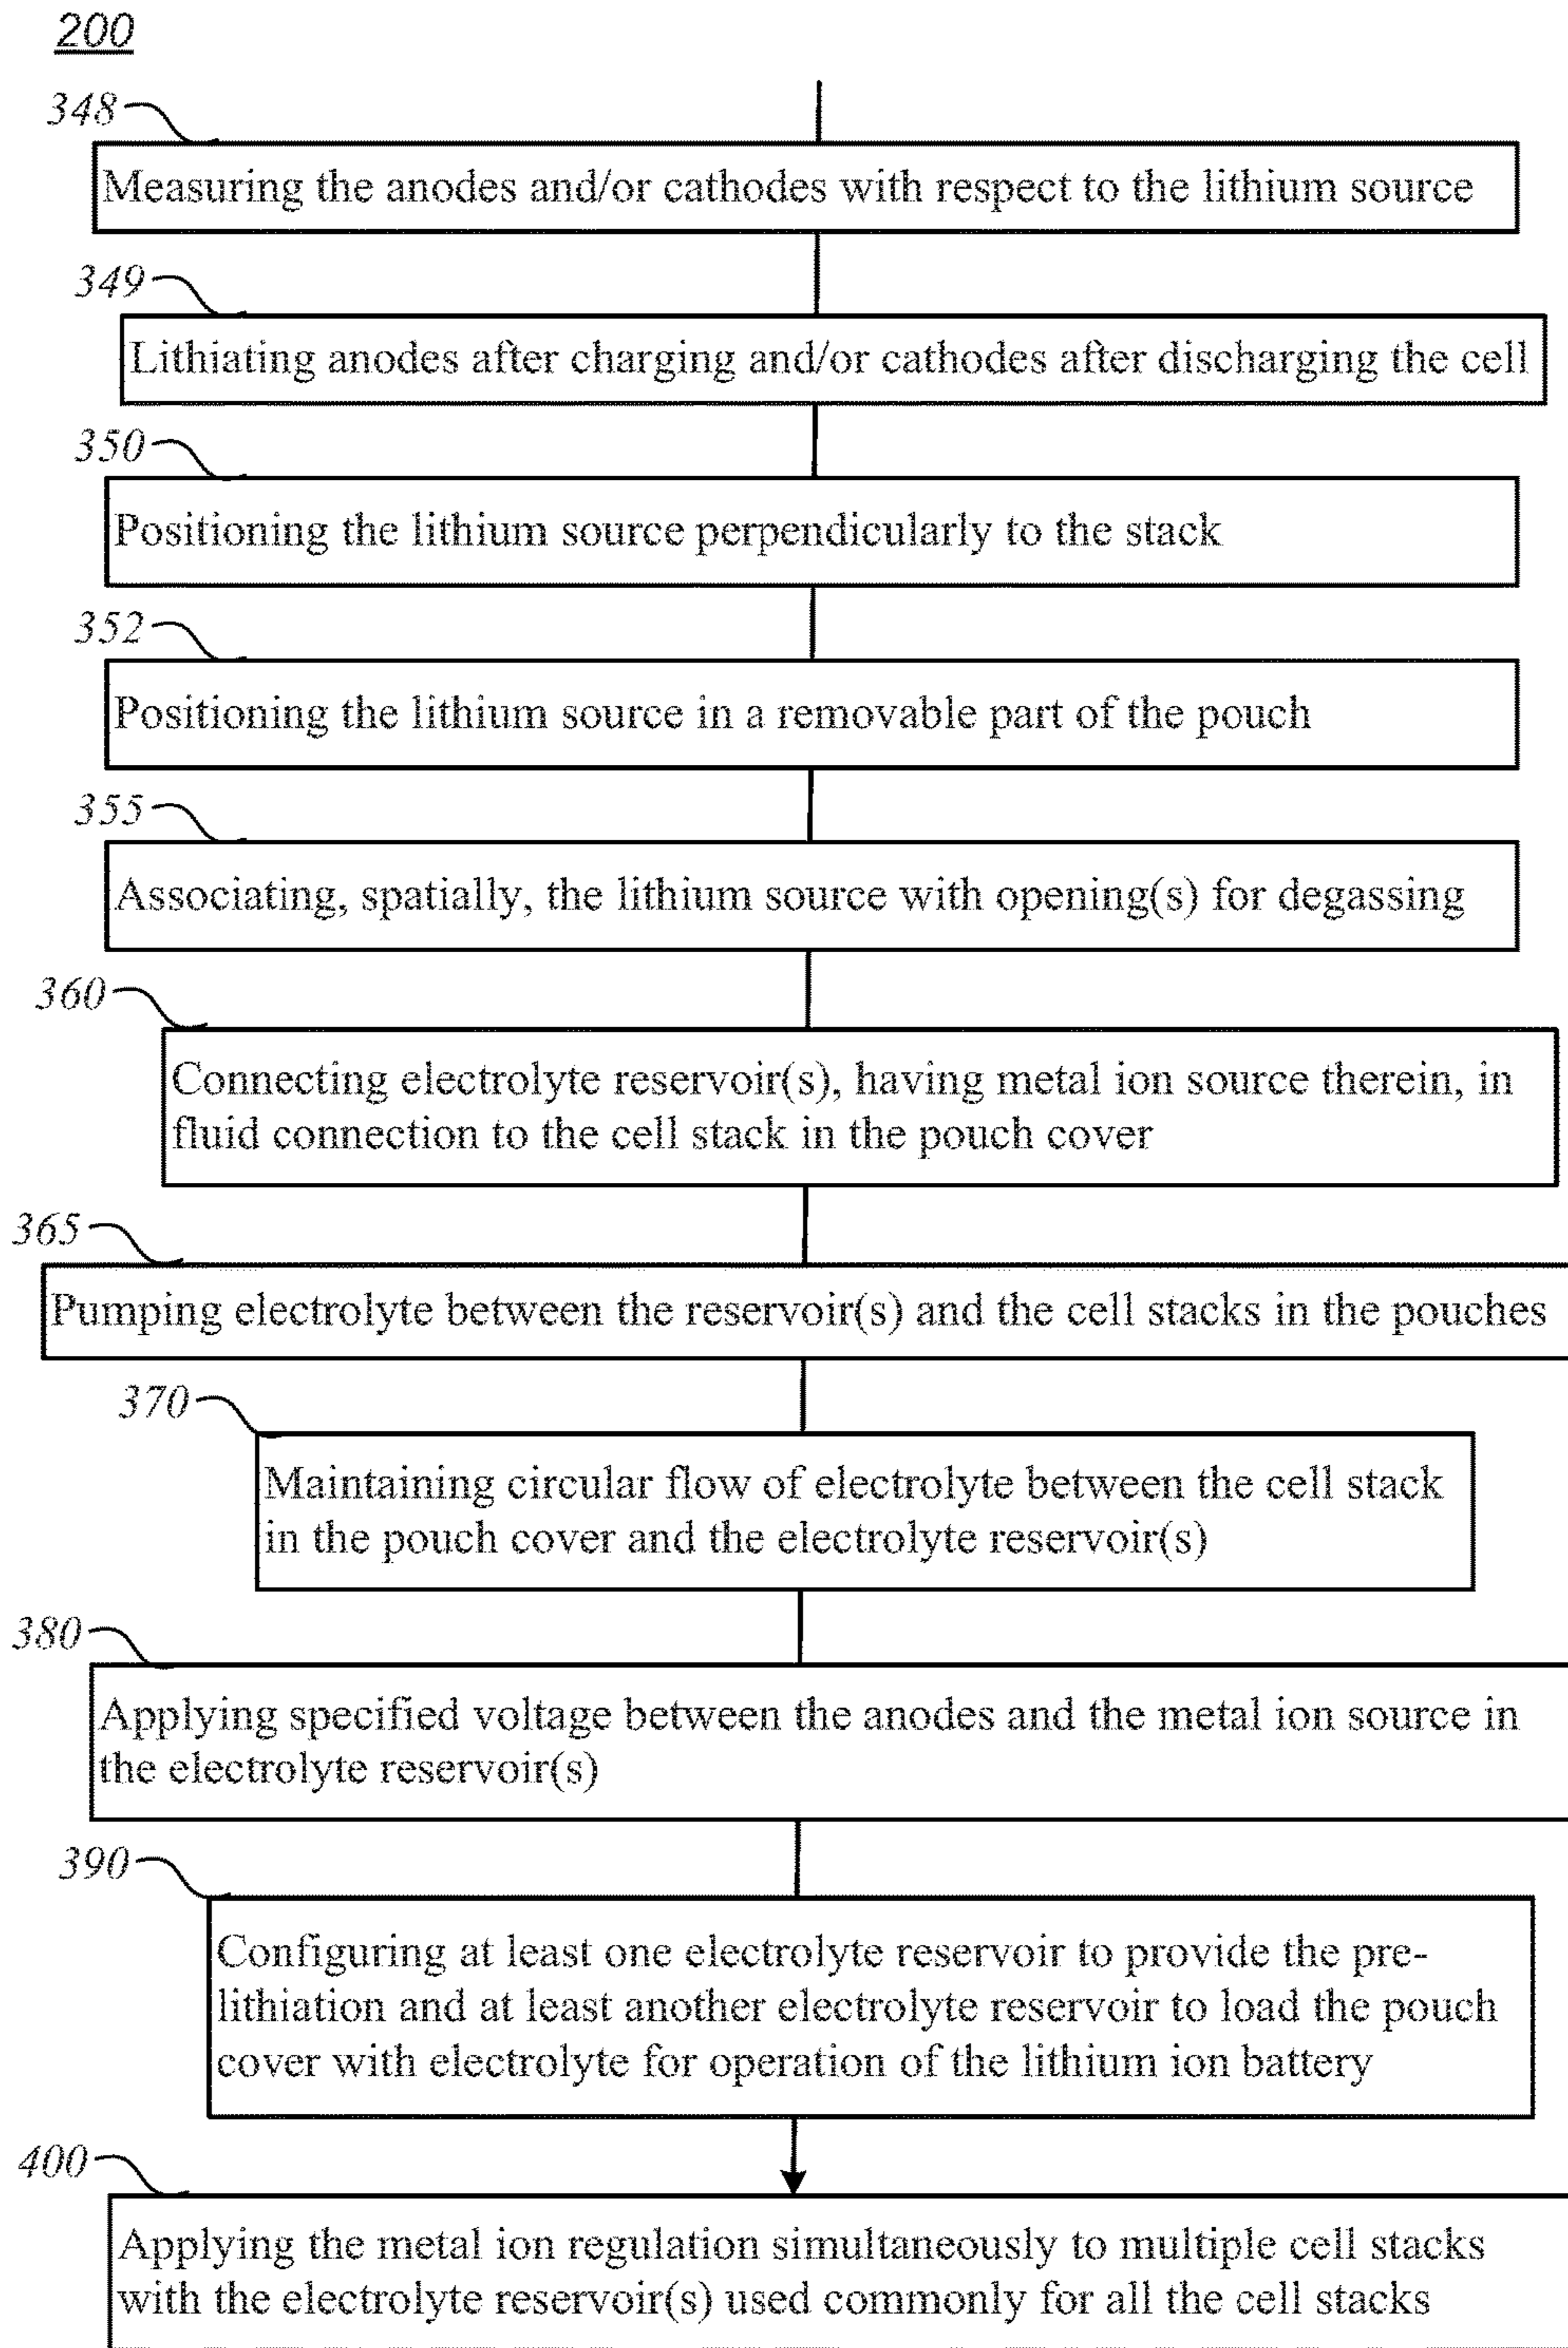 200
348
Measuring the anodes and/or cathodes with respect to the lithium source
349
Lithiating anodes after charging and/or cathodes after discharging the cell
350
Positioning the lithium source perpendicularly to the stack
352
Positioning the lithium source in a removable part of the pouch
355
Associating, spatially, the lithium source with opening(s) for degassing
360
Connecting electrolyte reservoir(s), having metal ion source therein, in
fluid connection to the cell stack in the pouch cover
365
Pumping electrolyte between the reservoir(s) and the cell stacks in the pouches
370
Maintaining circular flow of electrolyte between the cell stack
in the pouch cover and the electrolyte reservoir(s)
380
Applying specified voltage between the anodes and the metal ion source in
the electrolyte reservoir(s)
390
Configuring at least one electrolyte reservoir to provide the pre-
lithiation and at least another electrolyte reservoir to load the pouch
cover with electrolyte for operation of the lithium ion battery
400
Applying the metal ion regulation simultaneously to multiple cell stacks
with the electrolyte reservoir(s) used commonly for all the cell stacks